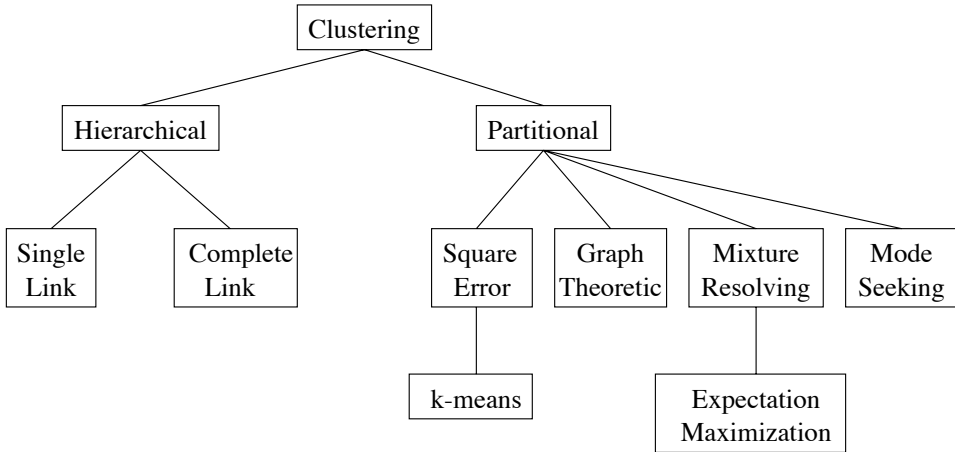 Clustering
Hierarchical
Partitional
Single
Link
Complete
Link
Square
Error
Graph
Theoretic
Mixture
Resolving
Mode
Seeking
k-means
Expectation
Maximization